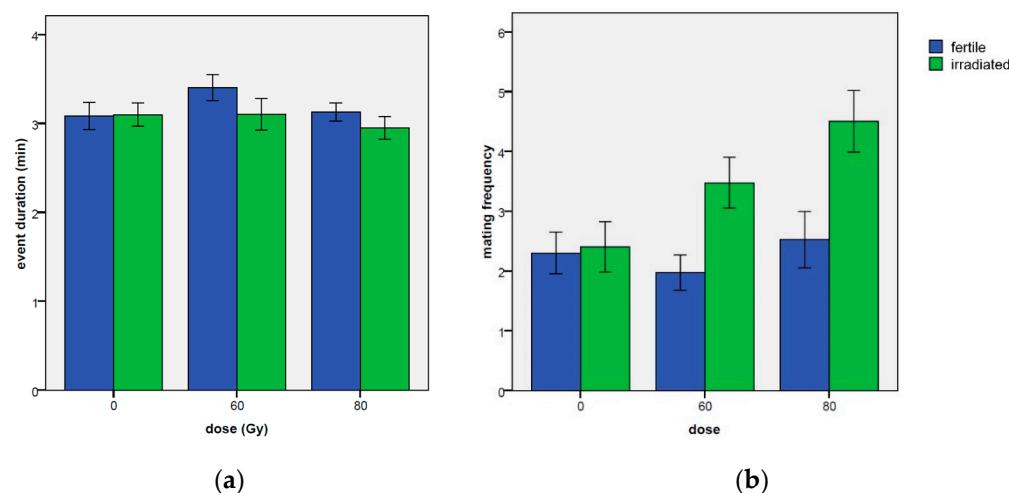 4
3
2
1
0
event duration (min)
0 60 80
dose (Gy)
(a)
6
5
4
3
2
1
0
mating frequency
0 60 80
dose
(b)
fertile
irradiated